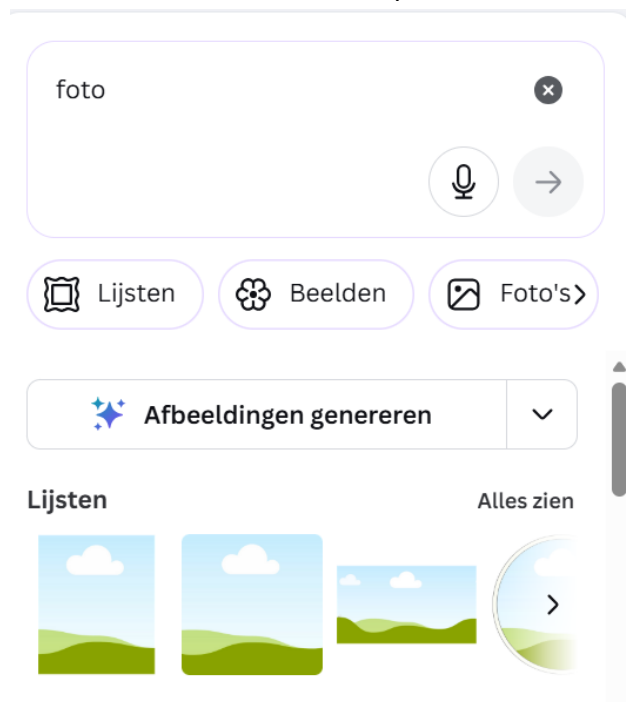 foto
Lijsten
Beelden
Foto's
Afbeeldingen genereren
Lijsten
Alles zien